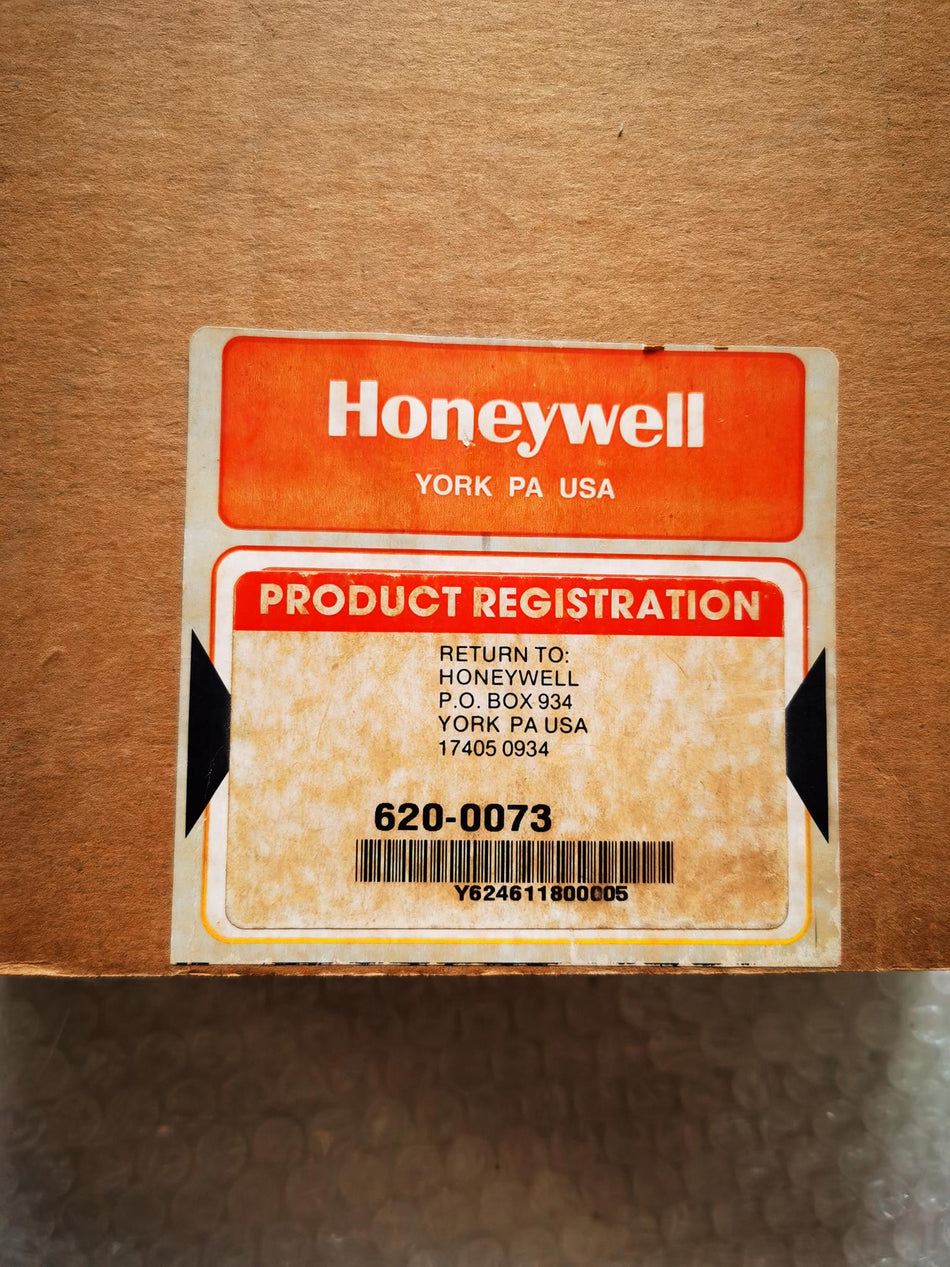 Honeywell
YORK PA USA
PRODUCT REGISTRATION
RETURN TO:
HONEYWELL
P.O. BOX 934
YORK PA USA
17405 0934
620-0073
Y624611800005